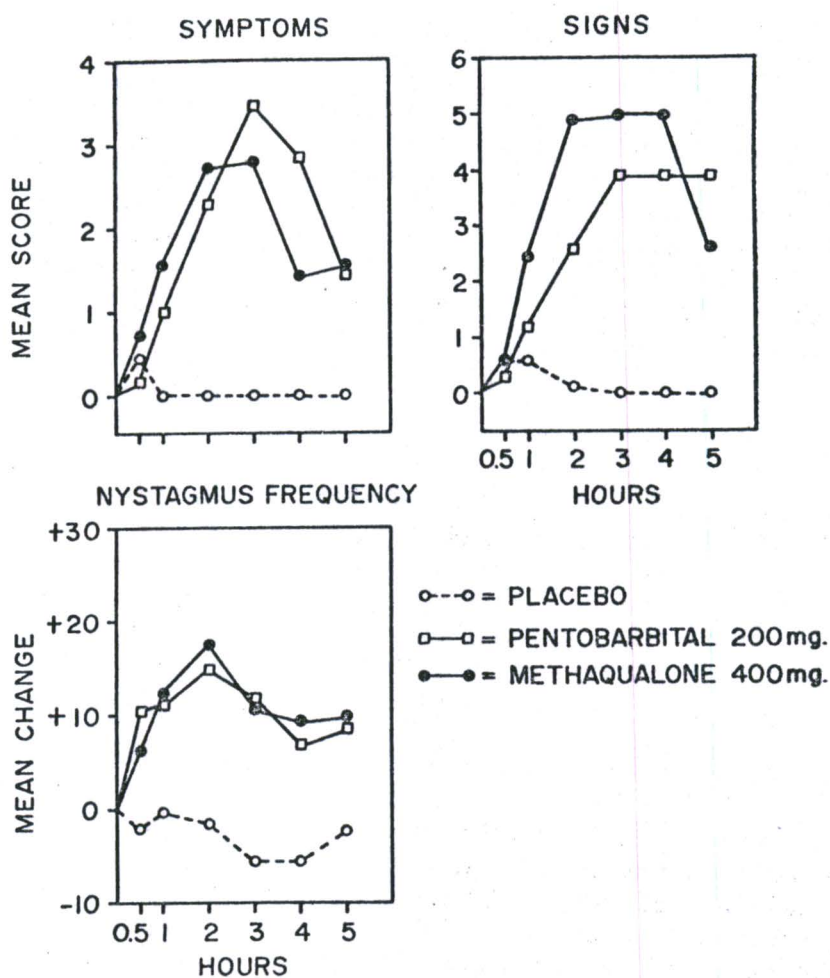 SYMPTOMS
MEAN SCORE
4
3
2
1
0
SIGNS
6
5
4
3
2
1
0
0.5 1 2 3 4 5
HOURS
NYSTAGMUS FREQUENCY
MEAN CHANGE
+30
+20
+10
0
-10
0.5 1 2 3 4 5
HOURS
= PLACEBO
= PENTOBARBITAL 200mg.
= METHAQUALONE 400mg.